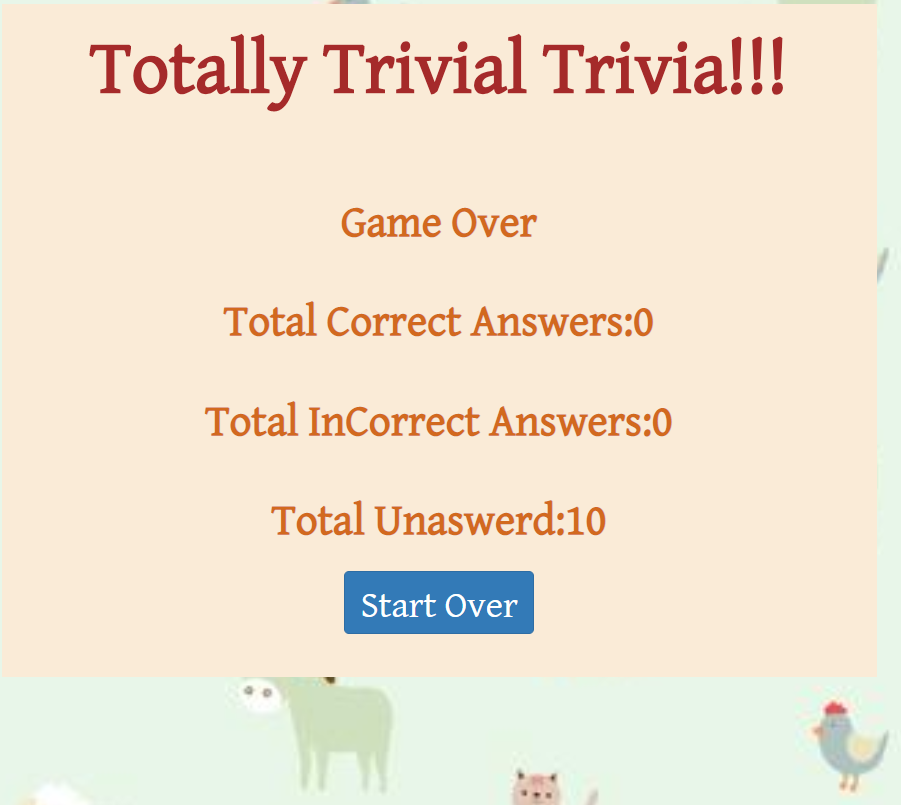 Totally Trivial Trivia!!!
Game Over
Total Correct Answers:0
Total InCorrect Answers:0
Total Unaswerd:10
Start Over